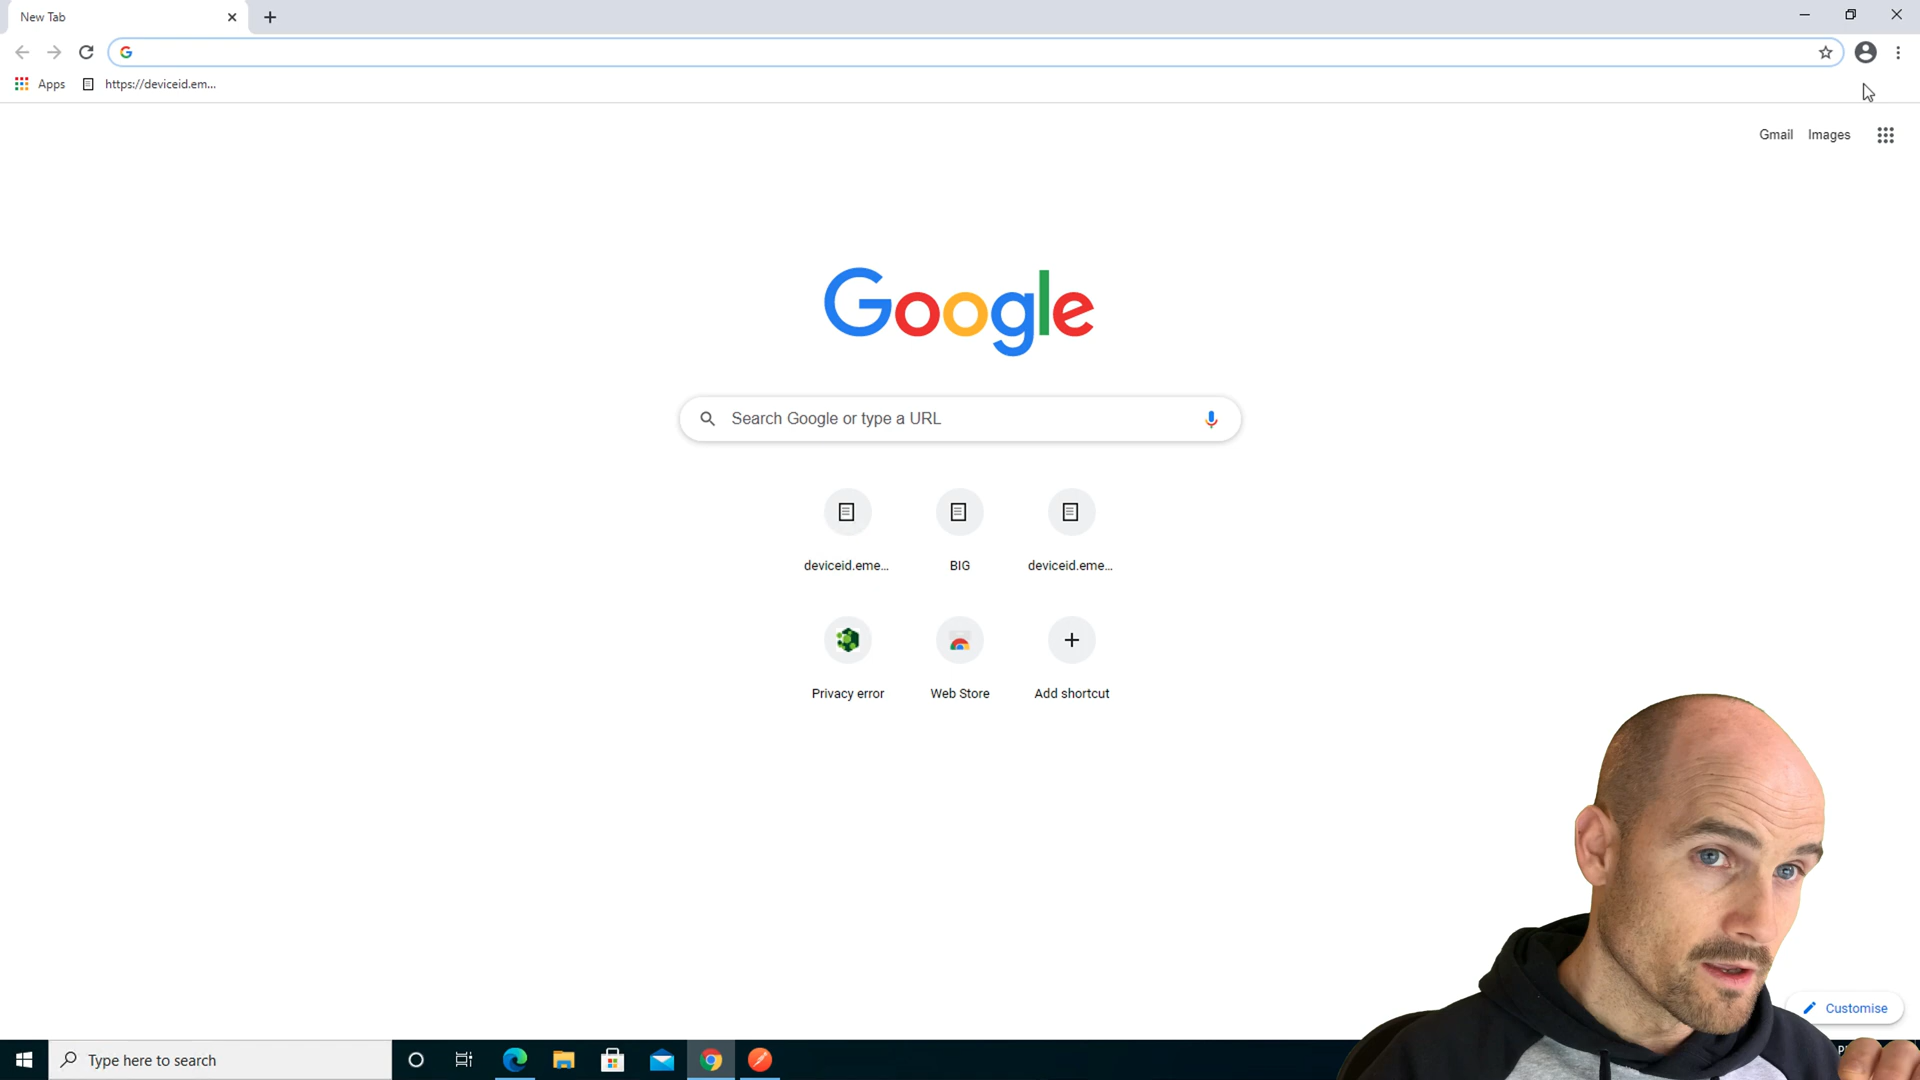 New Tab
Apps
https://deviceid.em...
Gmail
Images
Google
Search Google or type a URL
deviceid.eme...
BIG
deviceid.eme...
Privacy error
Web Store
Add shortcut
Customise
Type here to search